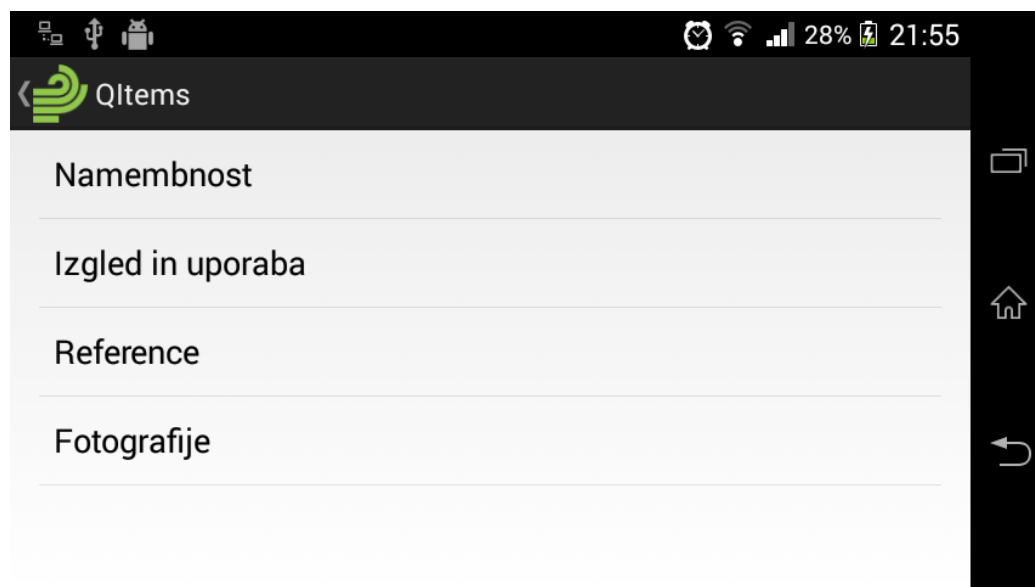 28% 21:55
QItems
Namembnost
Izgled in uporaba
Reference
Fotografije